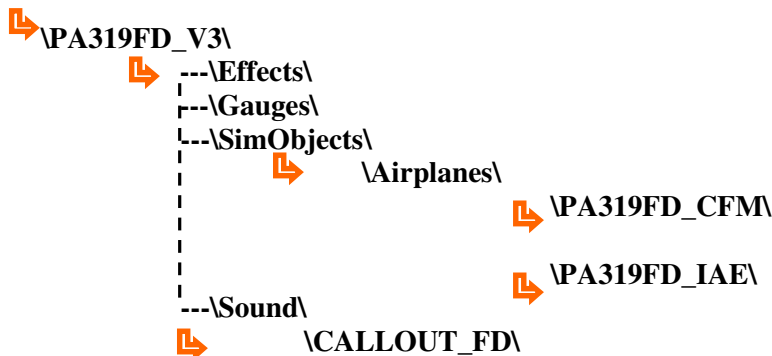 \PA319FD_V3\
---\Effects\
---\Gauges\
---\SimObjects\
\Airplanes\
\PA319FD_CFM\
\PA319FD_IAE\
---\Sound\
\CALLOUT_FD\